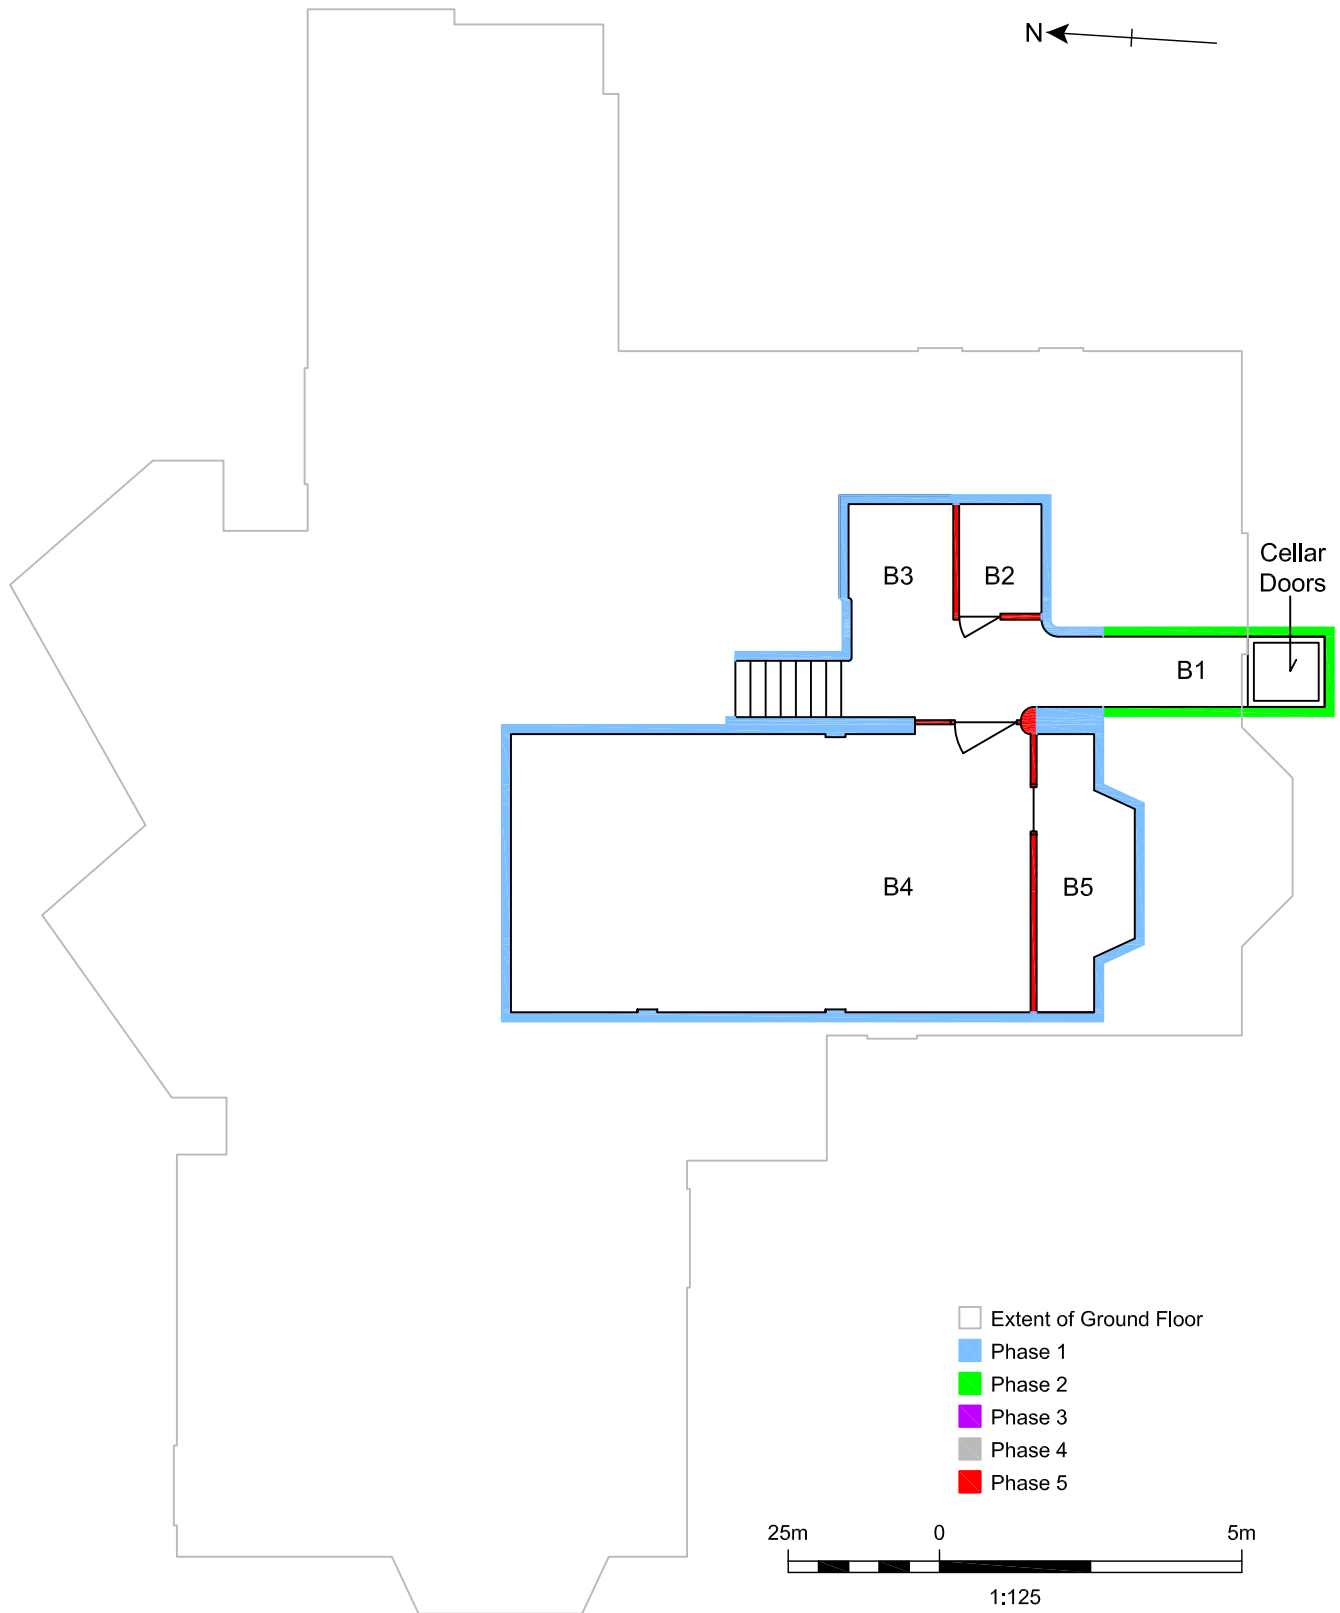 N
Cellar
Doors
B3
B2
B1
B4
B5
Extent of Ground Floor
Phase 1
Phase 2
Phase 3
Phase 4
Phase 5
25m 0 5m
1:125